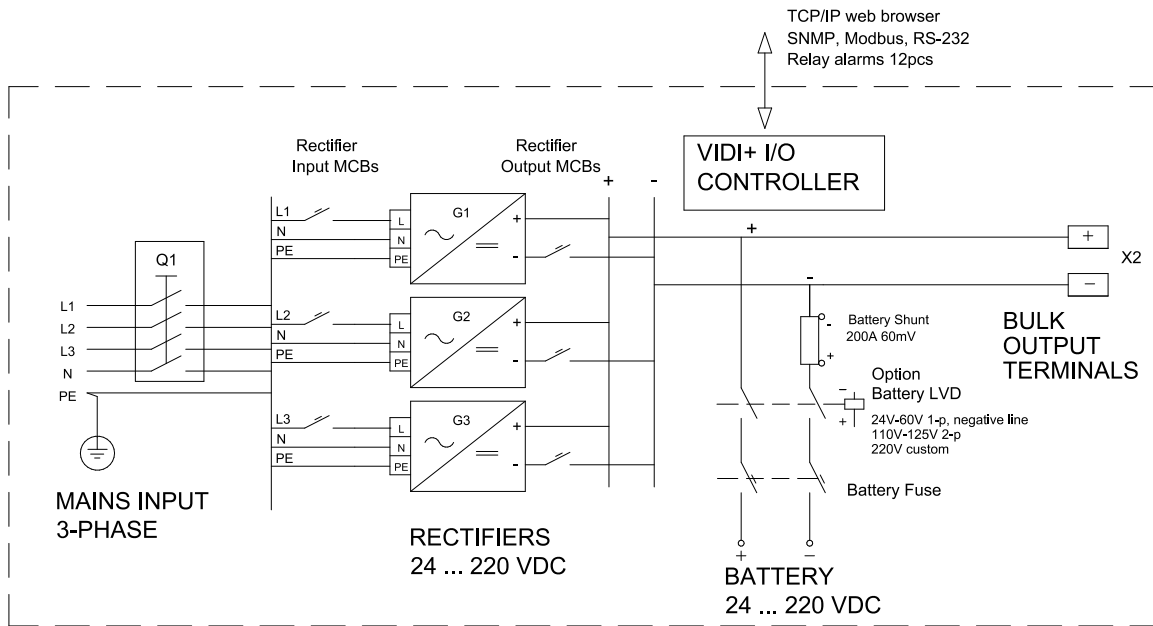 TCP/IP web browser
SNMP, Modbus, RS-232
Relay alarms 12pcs
Rectifier
Input MCBs
Rectifier
Output MCBs
+ -
VIDI+ I/O
CONTROLLER
L1
N
PE
L
N
PE
G1
+
-
+
-
+
X2
−
Q1
L1
L2
L3
N
PE
L2
N
PE
L
N
PE
G2
+
-
L3
N
PE
L
N
PE
G3
+
-
-
+
Battery Shunt
200A 60mV
BULK
OUTPUT
TERMINALS
Option
Battery LVD
−
+
24V-60V 1-p, negative line
110V-125V 2-p
220V custom
Battery Fuse
MAINS INPUT
3-PHASE
RECTIFIERS
24 ... 220 VDC
+ −
BATTERY
24 ... 220 VDC